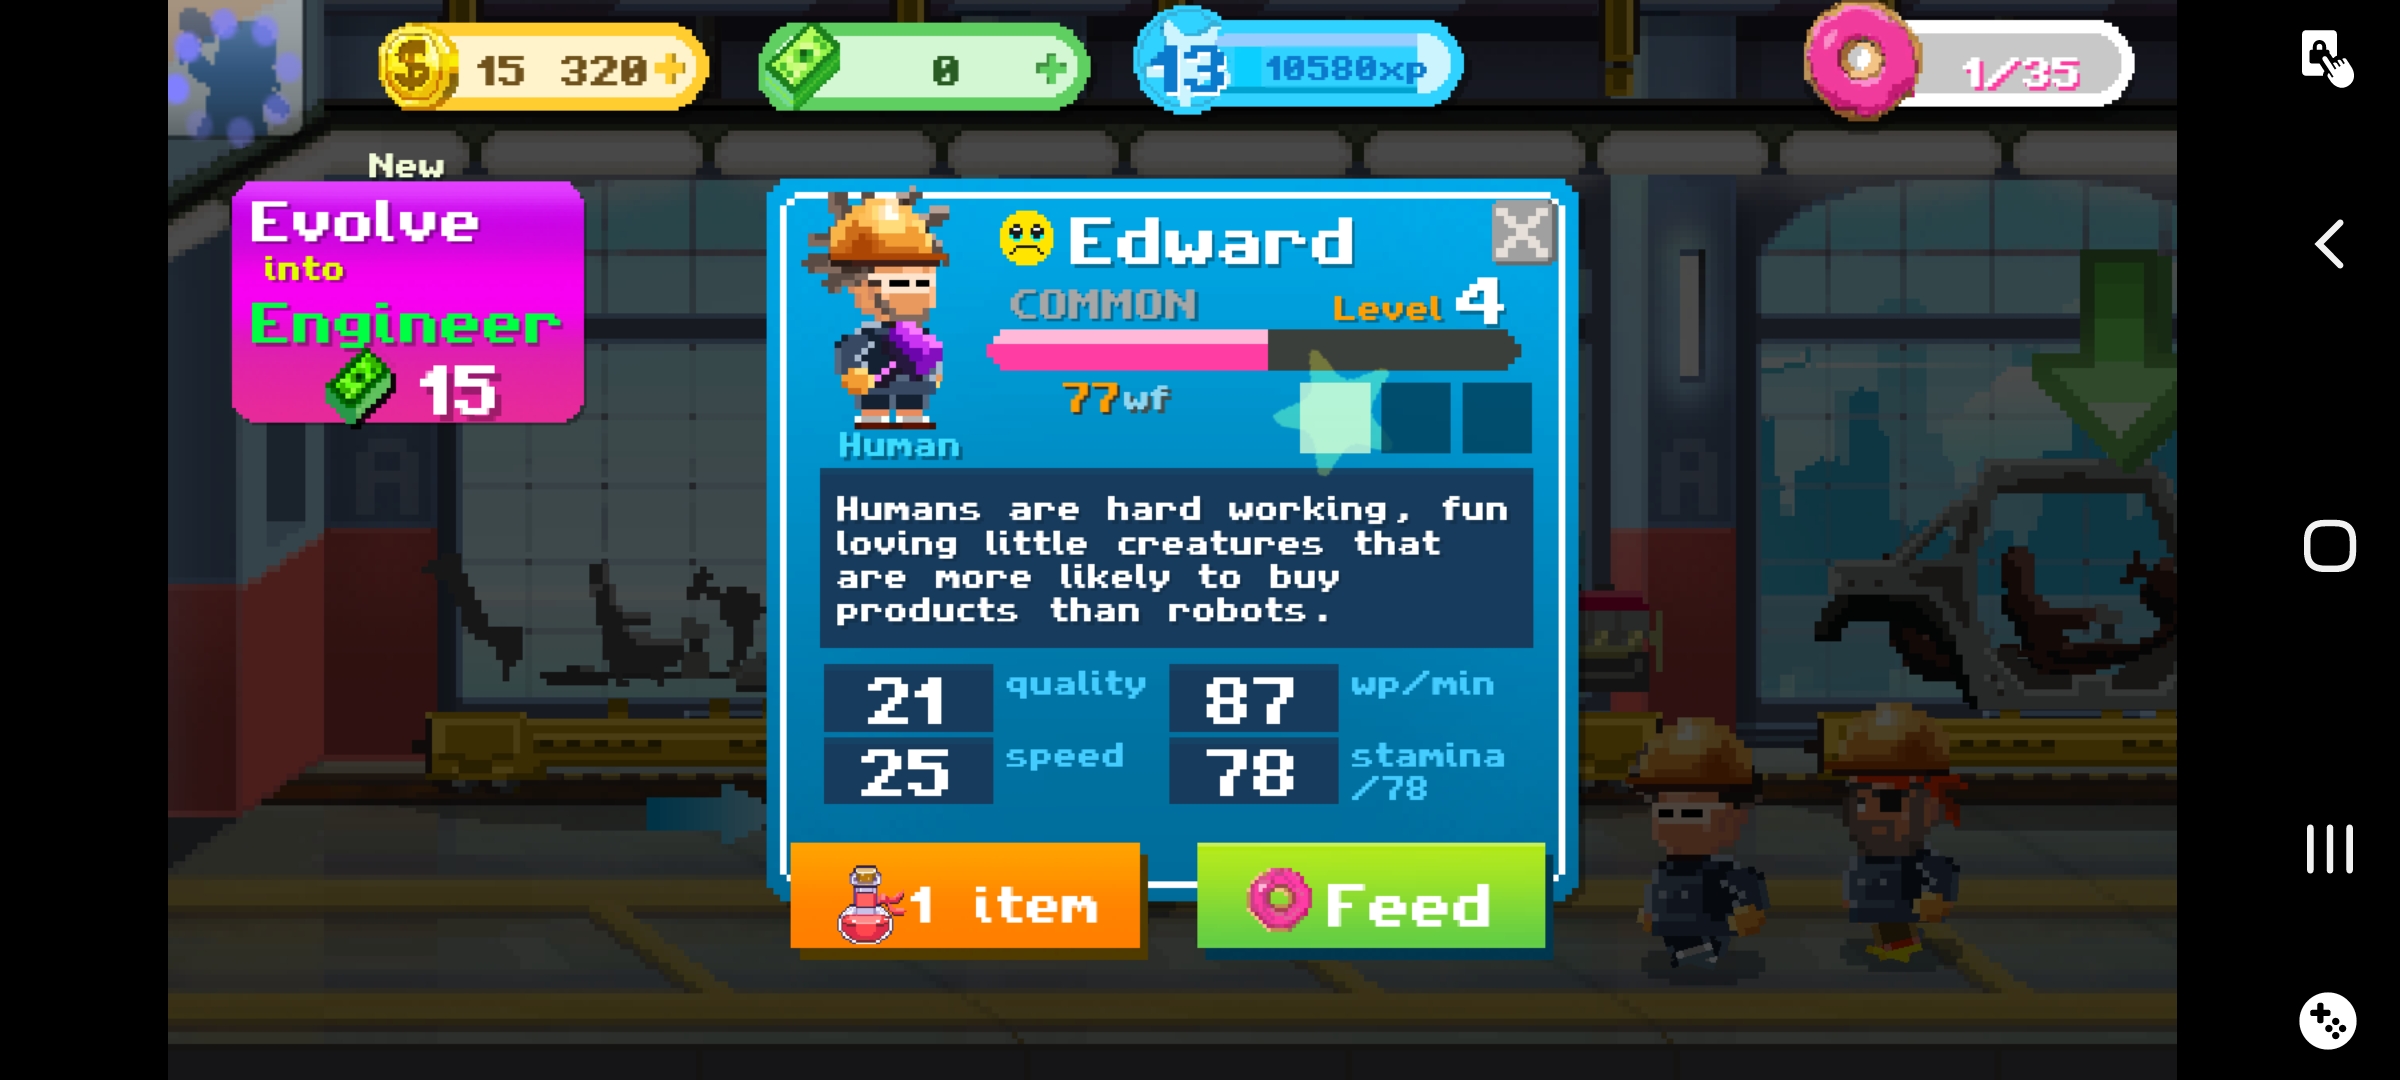 15 320
0
13 10580xp
1/35
New
Evolve
into
Engineer
15
Edward
COMMON
Level 4
77wf
Human
Humans are hard working, fun
loving little creatures that
are more likely to buy
products than robots.
21 quality
87 wp/min
25 speed
78 stamina
/78
1 item
Feed
A
A